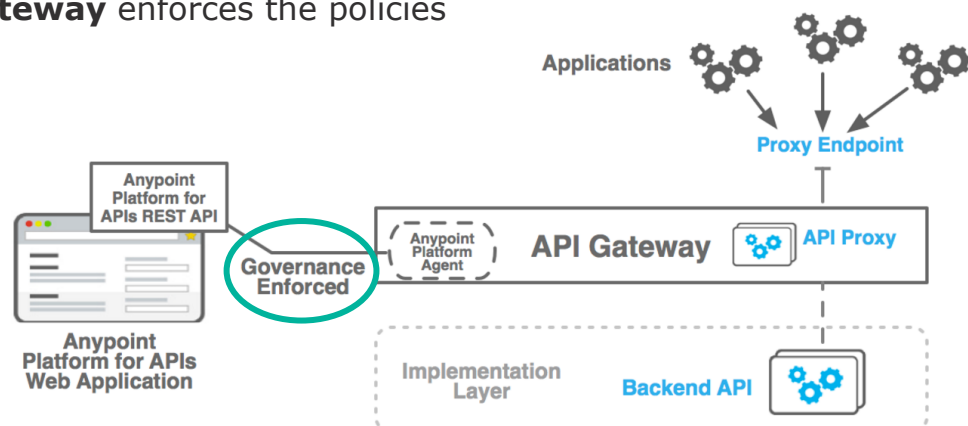 teway enforces the policies
Applications
Proxy Endpoint
Anypoint
Platform for
APIs REST API
Governance
Enforced
Anypoint
Platform
Agent
API Gateway
API Proxy
Anypoint
Platform for APIs
Web Application
Implementation
Layer
Backend API